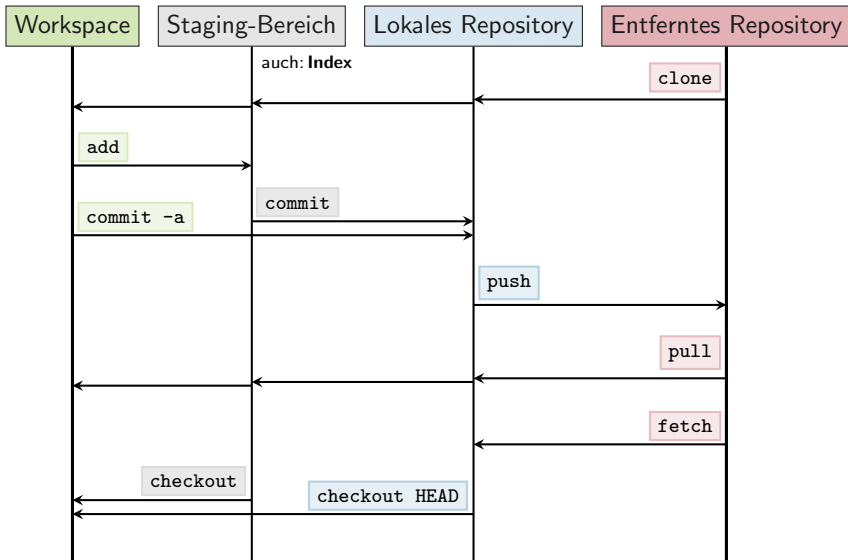 Workspace
Staging-Bereich
Lokales Repository
Entferntes Repository
auch: Index
clone
add
commit
commit -a
push
pull
fetch
checkout
checkout HEAD